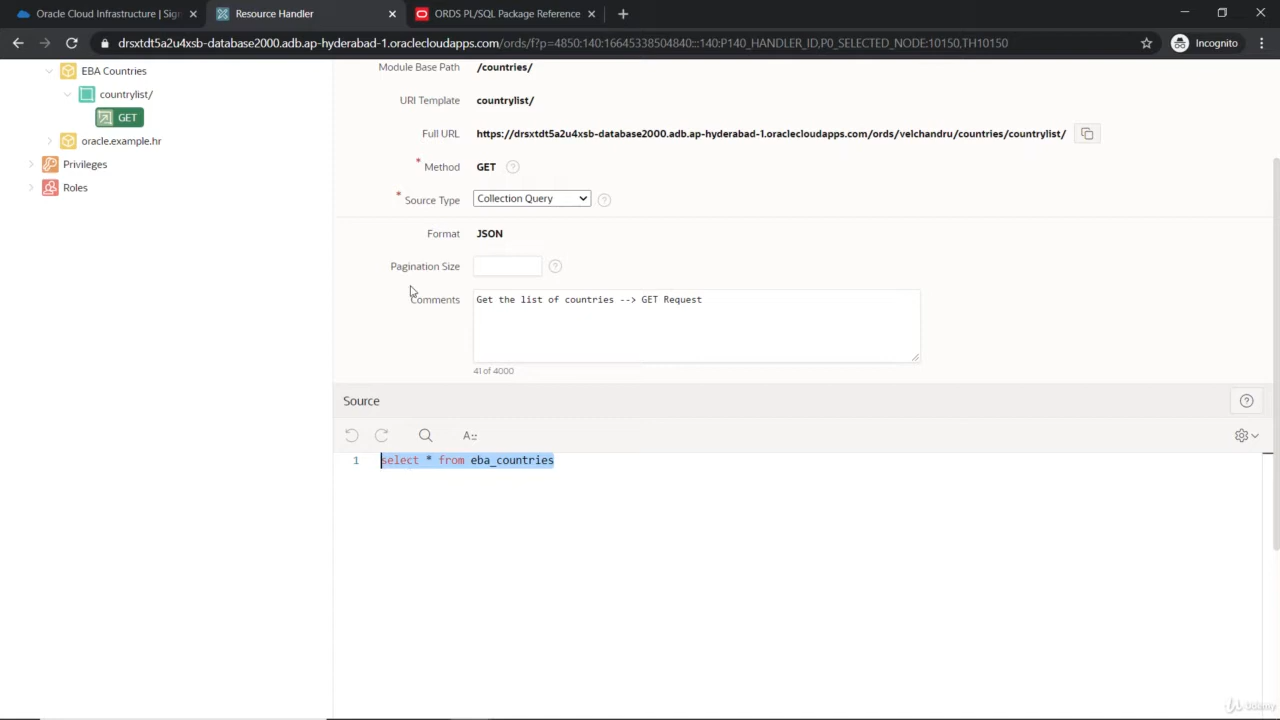 Oracle Cloud Infrastructure | Sign
Resource Handler
ORDS PL/SQL Package Reference
drsxtdt5a2u4xsb-database2000.adb.ap-hyderabad-1.oraclecloudapps.com/ords/f?p=4850:140:16645338504840:::140:P140_HANDLER_ID,P0_SELECTED_NODE:10150,TH10150
Incognito
EBA Countries
countrylist/
GET
oracle.example.hr
Privileges
Roles
Module Base Path /countries/
URI Template countrylist/
Full URL https://drsxtdt5a2u4xsb-database2000.adb.ap-hyderabad-1.oraclecloudapps.com/ords/velchandru/countries/countrylist/
* Method GET ?
* Source Type Collection Query ?
Format JSON
Pagination Size ?
Comments Get the list of countries --> GET Request
41 of 4000
Source ?
A::
1 select * from eba_countries
Udemy